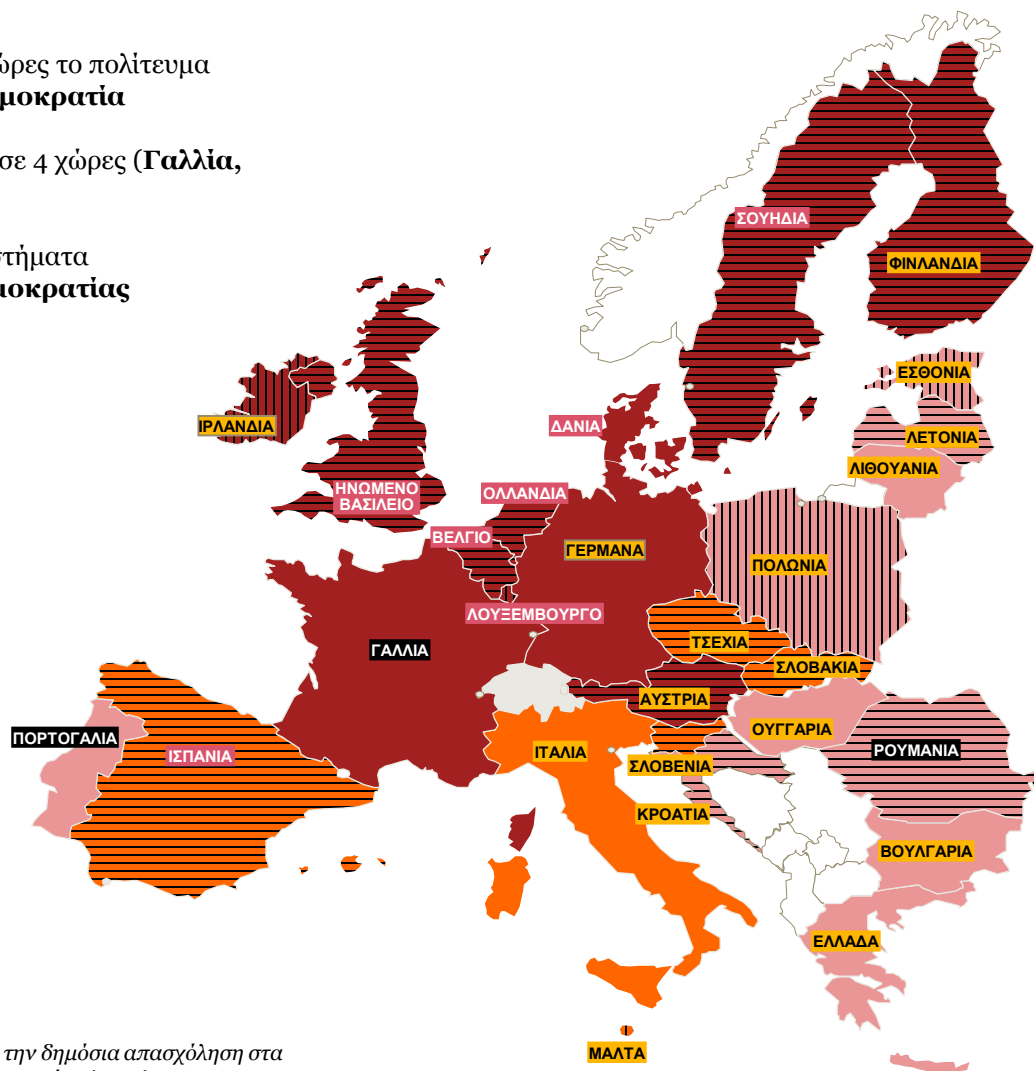 ώρες το πολίτευμα
μοκρατία
σε 4 χώρες (Γαλλία,
στήματα
μοκρατίας
ΣΟΥΗΔΙΑ
ΦΙΝΛΑΝΔΙΑ
ΕΣΘΟΝΙΑ
ΛΕΤΟΝΙΑ
ΛΙΘΟΥΑΝΙΑ
ΙΡΛΑΝΔΙΑ
ΔΑΝΙΑ
ΗΝΩΜΕΝΟ
ΒΑΣΙΛΕΙΟ
ΟΛΛΑΝΔΙΑ
ΒΕΛΓΙΟ
ΓΕΡΜΑΝΑ
ΠΟΛΩΝΙΑ
ΛΟΥΞΕΜΒΟΥΡΓΟ
ΓΑΛΛΙΑ
ΤΣΕΧΙΑ
ΣΛΟΒΑΚΙΑ
ΑΥΣΤΡΙΑ
ΟΥΓΓΑΡΙΑ
ΠΟΡΤΟΓΑΛΙΑ
ΙΣΠΑΝΙΑ
ΙΤΑΛΙΑ
ΡΟΥΜΑΝΙΑ
ΣΛΟΒΕΝΙΑ
ΚΡΟΑΤΙΑ
ΒΟΥΛΓΑΡΙΑ
ΕΛΛΑΔΑ
ΜΑΛΤΑ
την δημόσια απασχόληση στα